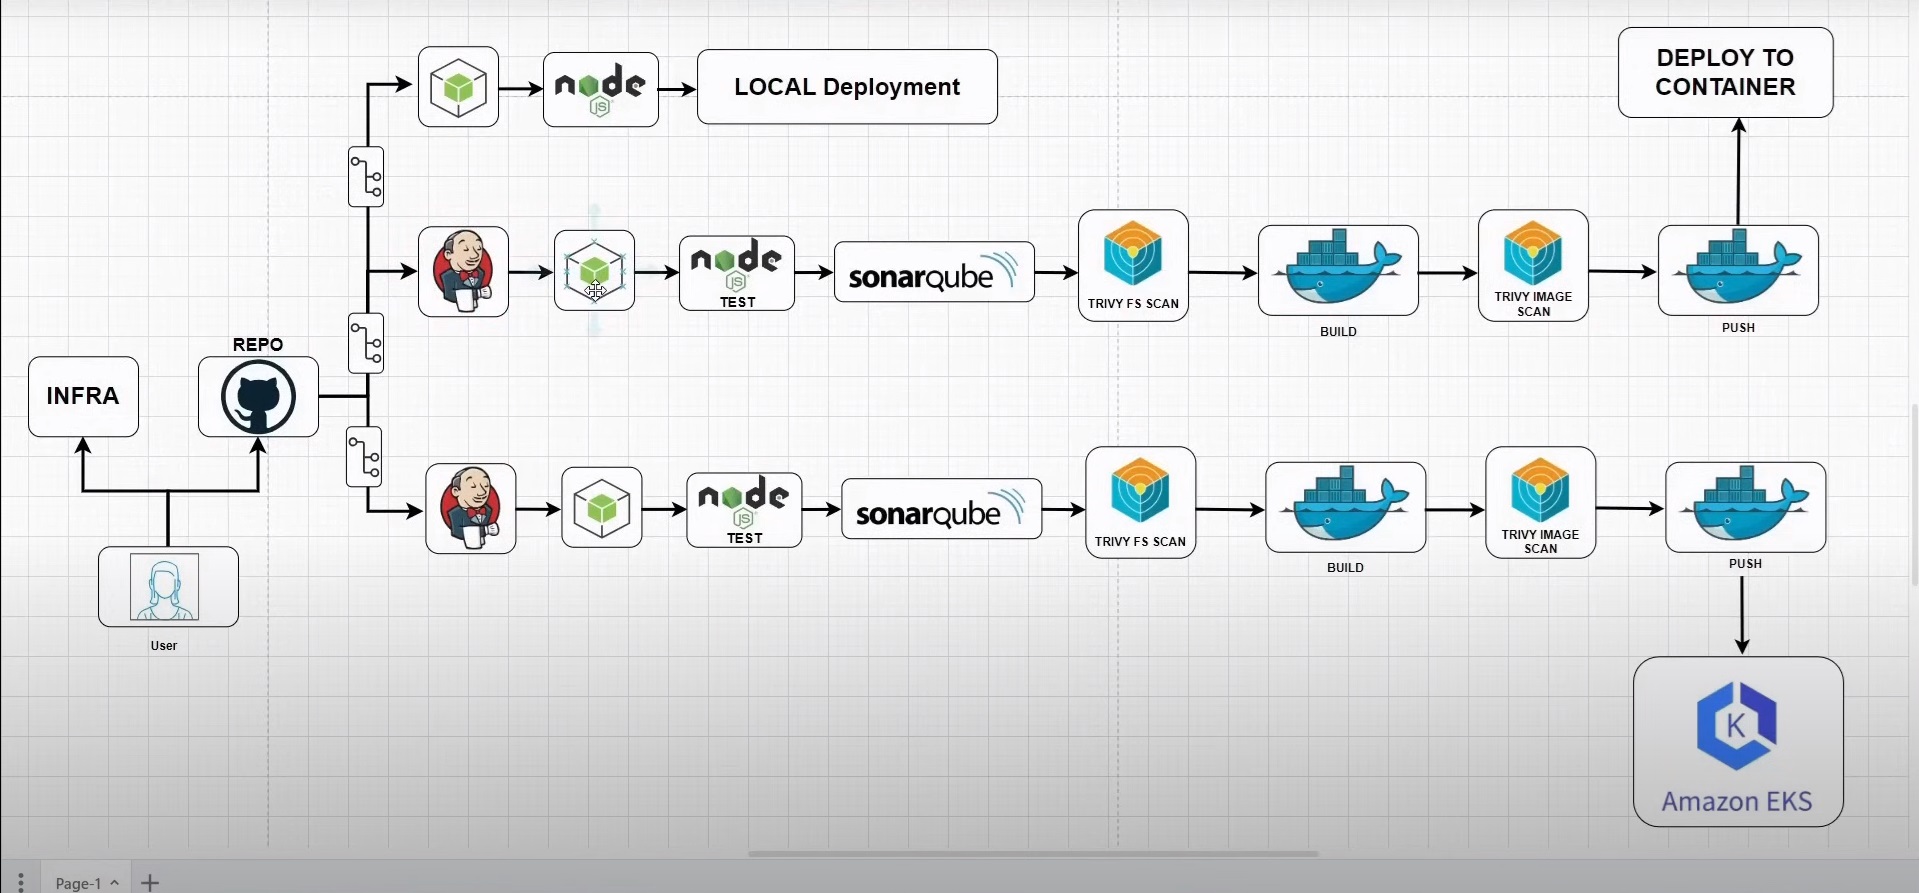 node
JS
LOCAL Deployment
DEPLOY TO
CONTAINER
node
JS
TEST
sonarqube
TRIVY FS SCAN
BUILD
TRIVY IMAGE
SCAN
PUSH
REPO
INFRA
node
JS
TEST
sonarqube
TRIVY FS SCAN
BUILD
TRIVY IMAGE
SCAN
PUSH
User
K
Amazon EKS
Page-1